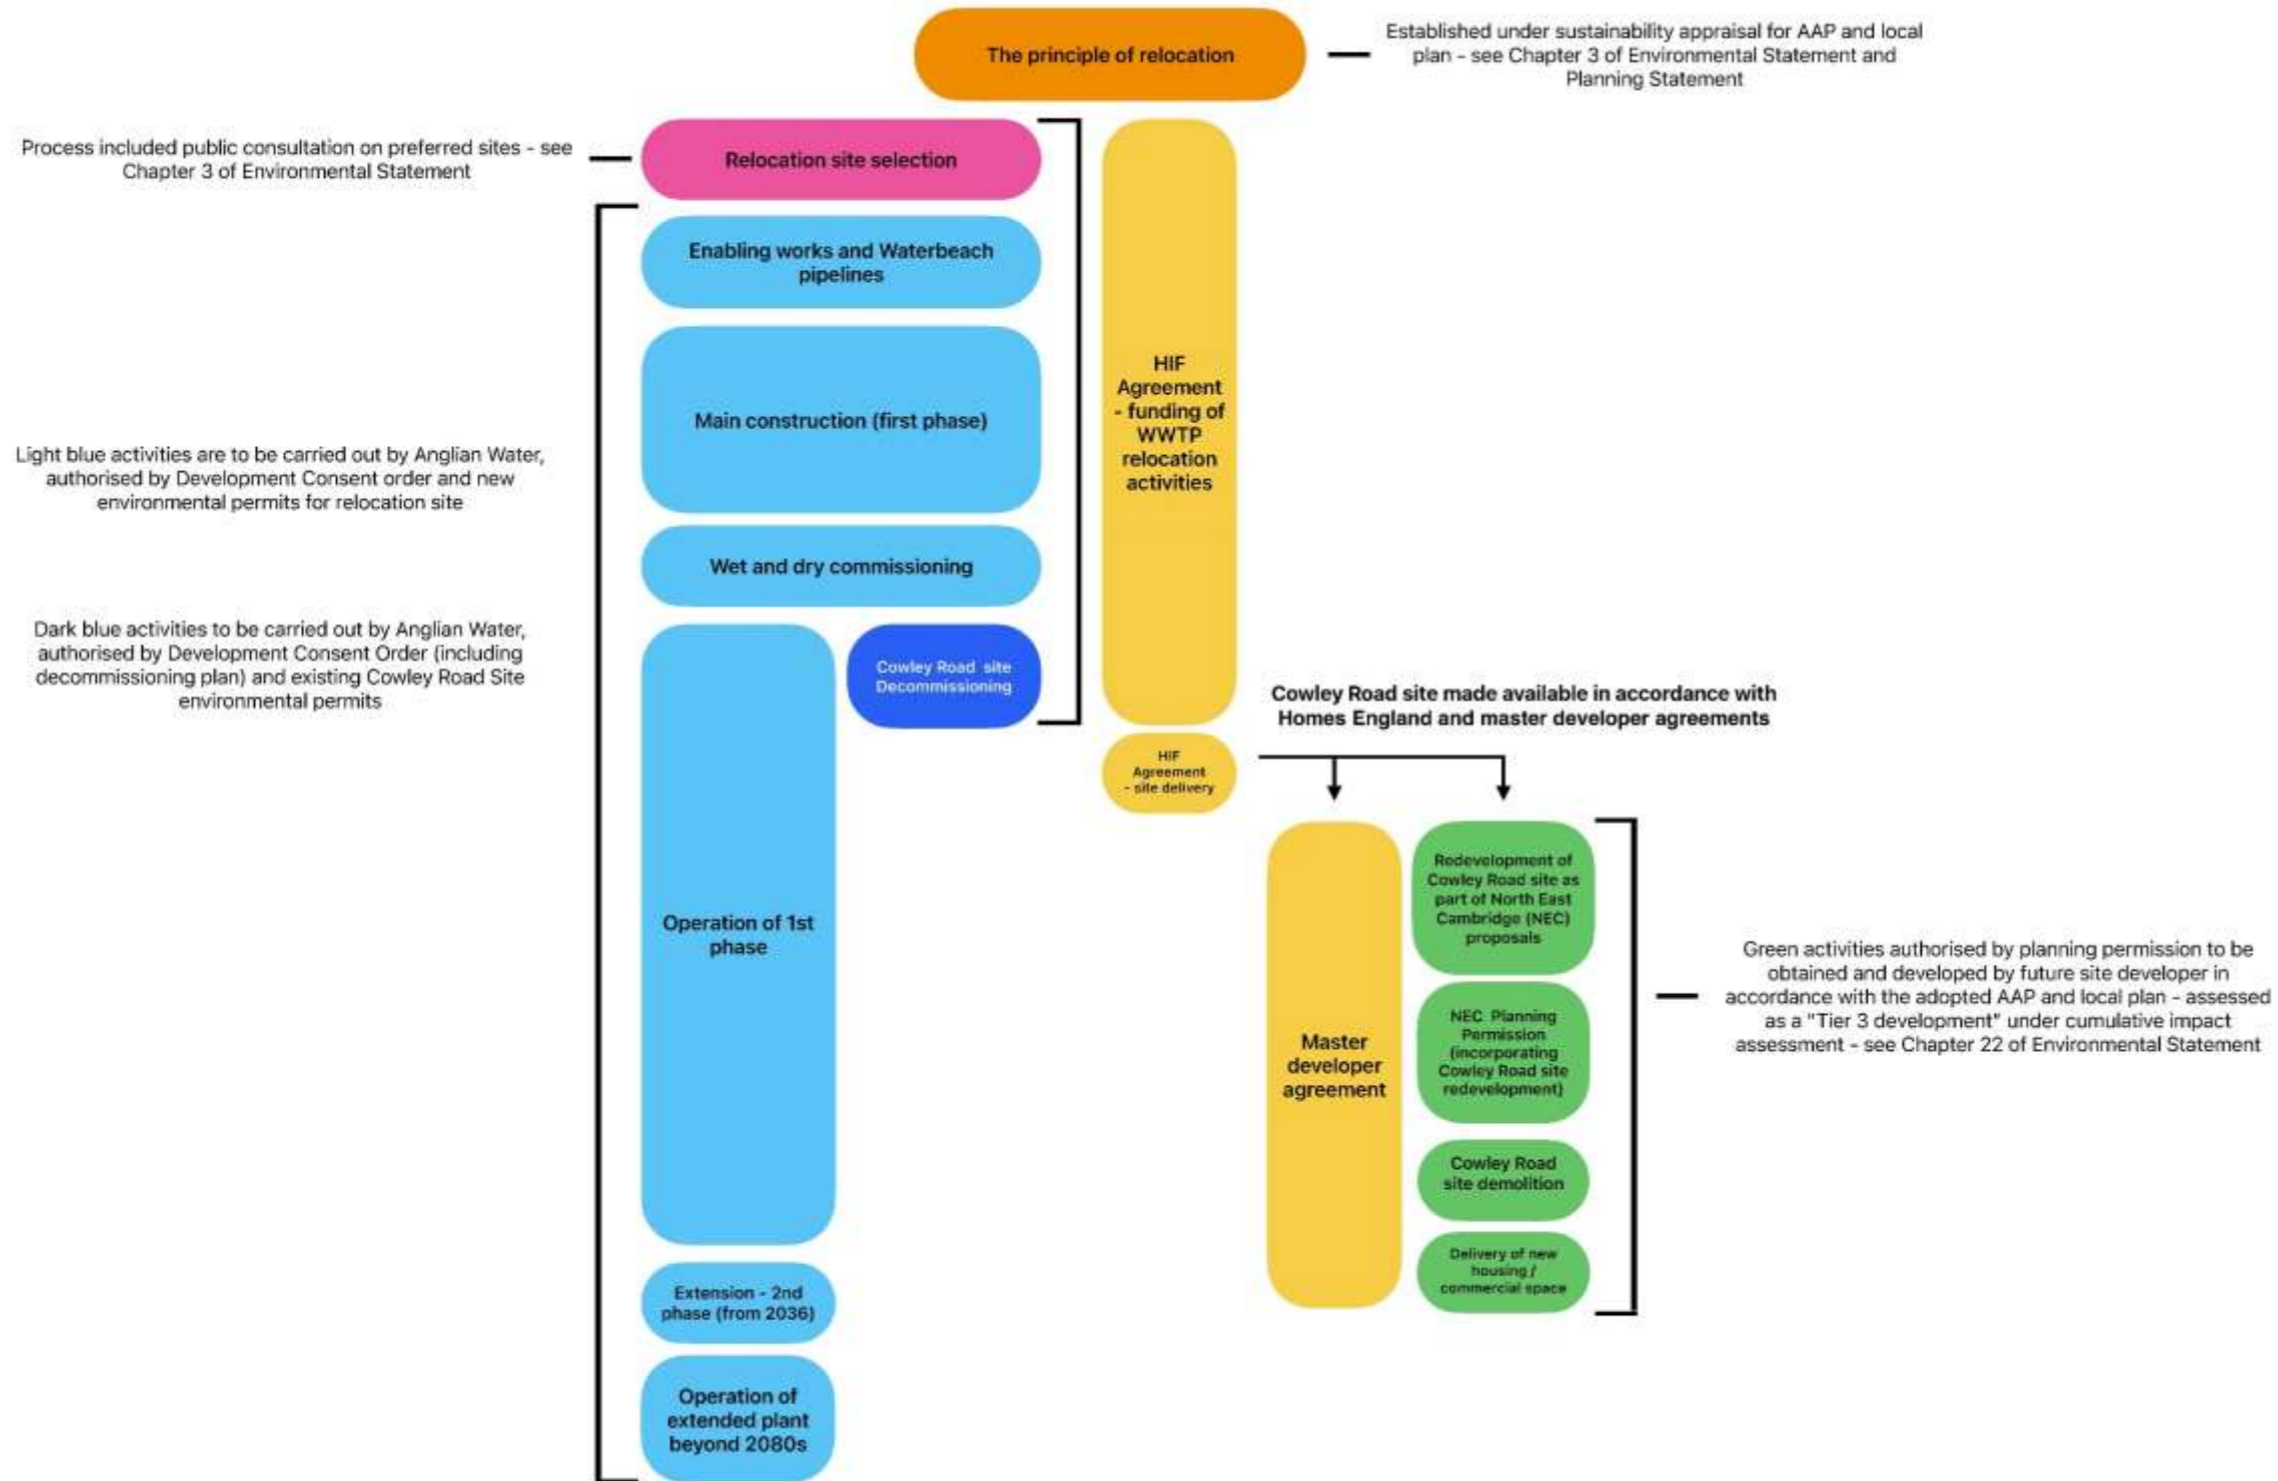 The principle of relocation
Established under sustainability appraisal for AAP and local
plan - see Chapter 3 of Environmental Statement and
Planning Statement
Process included public consultation on preferred sites - see
Chapter 3 of Environmental Statement
Relocation site selection
Enabling works and Waterbeach
pipelines
Main construction (first phase)
HIF
Agreement
- funding of
WWTP
relocation
activities
Light blue activities are to be carried out by Anglian Water,
authorised by Development Consent order and new
environmental permits for relocation site
Wet and dry commissioning
Dark blue activities to be carried out by Anglian Water,
authorised by Development Consent Order (including
decommissioning plan) and existing Cowley Road Site
environmental permits
Cowley Road site
Decommissioning
Cowley Road site made available in accordance with
Homes England and master developer agreements
HIF
Agreement
- site delivery
Operation of 1st
phase
Redevelopment of
Cowley Road site as
part of North East
Cambridge (NEC)
proposals
Master
developer
agreement
NEC Planning
Permission
(incorporating
Cowley Road site
redevelopment)
Green activities authorised by planning permission to be
obtained and developed by future site developer in
accordance with the adopted AAP and local plan - assessed
as a "Tier 3 development" under cumulative impact
assessment - see Chapter 22 of Environmental Statement
Cowley Road
site demolition
Delivery of new
housing /
commercial space
Extension - 2nd
phase (from 2036)
Operation of
extended plant
beyond 2080s